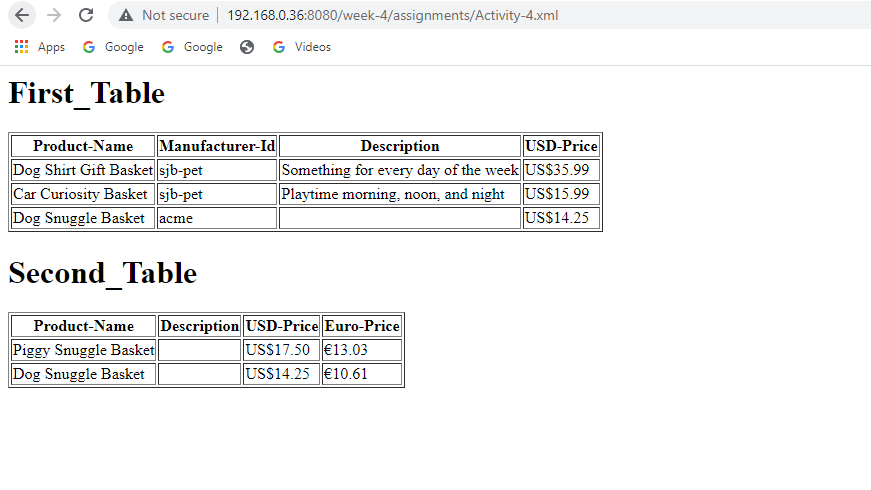 Not secure 192.168.0.36:8080/week-4/assignments/Activity-4.xml
Apps Google Google Videos
First_Table
Product-Name Manufacturer-Id Description USD-Price
Dog Shirt Gift Basket sjb-pet Something for every day of the week US$35.99
Car Curiosity Basket sjb-pet Playtime morning, noon, and night US$15.99
Dog Snuggle Basket acme US$14.25
Second_Table
Product-Name Description USD-Price Euro-Price
Piggy Snuggle Basket US$17.50 €13.03
Dog Snuggle Basket US$14.25 €10.61